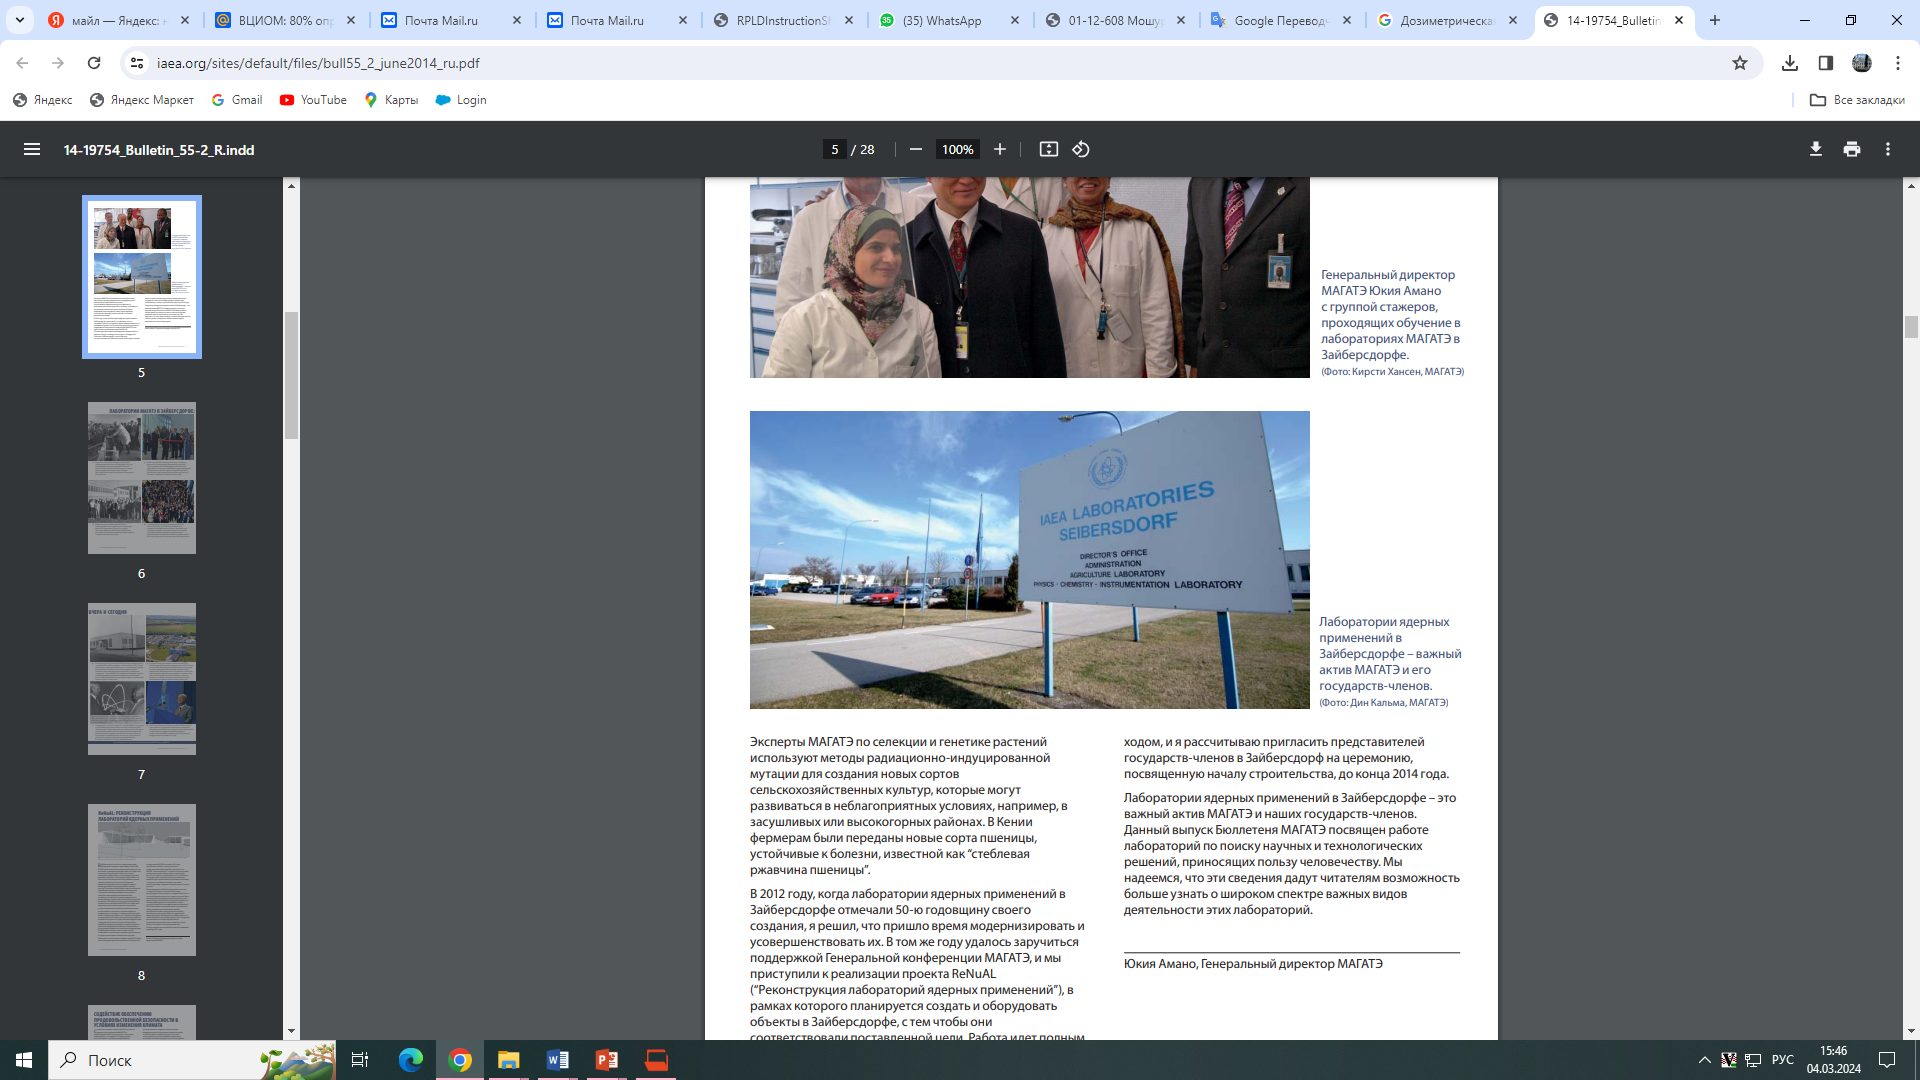 майл — Яндекс: н
ВЦИОМ: 80% опр
Почта Mail.ru
Почта Mail.ru
RPLDInstructionSh
(35) WhatsApp
01-12-608 Мошур
Google Переводч
Дозиметрическа
14-19754_Bulletin
iaea.org/sites/default/files/bull55_2_june2014_ru.pdf
Яндекс
Яндекс Маркет
Gmail
YouTube
Карты
Login
Все закладки
14-19754_Bulletin_55-2_R.indd
5 / 28
100%
5
6
7
8
Генеральный директор
МАГАТЭ Юкия Амано
с группой стажеров,
проходящих обучение в
лабораториях МАГАТЭ в
Зайберсдорфе.
(Фото: Кирсти Хансен, МАГАТЭ)
IAEA LABORATORIES
SEIBERSDORF
DIRECTOR'S OFFICE
ADMINISTRATION
AGRICULTURE LABORATORY
PHYSICS - CHEMISTRY - INSTRUMENTATION LABORATORY
Лаборатории ядерных
применений в
Зайберсдорфе – важный
актив МАГАТЭ и его
государств-членов.
(Фото: Дин Кальма, МАГАТЭ)
Эксперты МАГАТЭ по селекции и генетике растений
используют методы радиационно-индуцированной
мутации для создания новых сортов
сельскохозяйственных культур, которые могут
развиваться в неблагоприятных условиях, например, в
засушливых или высокогорных районах. В Кении
фермерам были переданы новые сорта пшеницы,
устойчивые к болезни, известной как “стеблевая
ржавчина пшеницы”.
В 2012 году, когда лаборатории ядерных применений в
Зайберсдорфе отмечали 50-ю годовщину своего
создания, я решил, что пришло время модернизировать и
усовершенствовать их. В том же году удалось заручиться
поддержкой Генеральной конференции МАГАТЭ, и мы
приступили к реализации проекта ReNuAL
(“Реконструкция лабораторий ядерных применений”), в
рамках которого планируется создать и оборудовать
объекты в Зайберсдорфе, с тем чтобы они
соответствовали поставленной цели. Работа идет полным
ходом, и я рассчитываю пригласить представителей
государств-членов в Зайберсдорф на церемонию,
посвященную началу строительства, до конца 2014 года.
Лаборатории ядерных применений в Зайберсдорфе – это
важный актив МАГАТЭ и наших государств-членов.
Данный выпуск Бюллетеня МАГАТЭ посвящен работе
лабораторий по поиску научных и технологических
решений, приносящих пользу человечеству. Мы
надеемся, что эти сведения дадут читателям возможность
больше узнать о широком спектре важных видов
деятельности этих лабораторий.
Юкия Амано, Генеральный директор МАГАТЭ
Поиск
РУС
15:46
04.03.2024